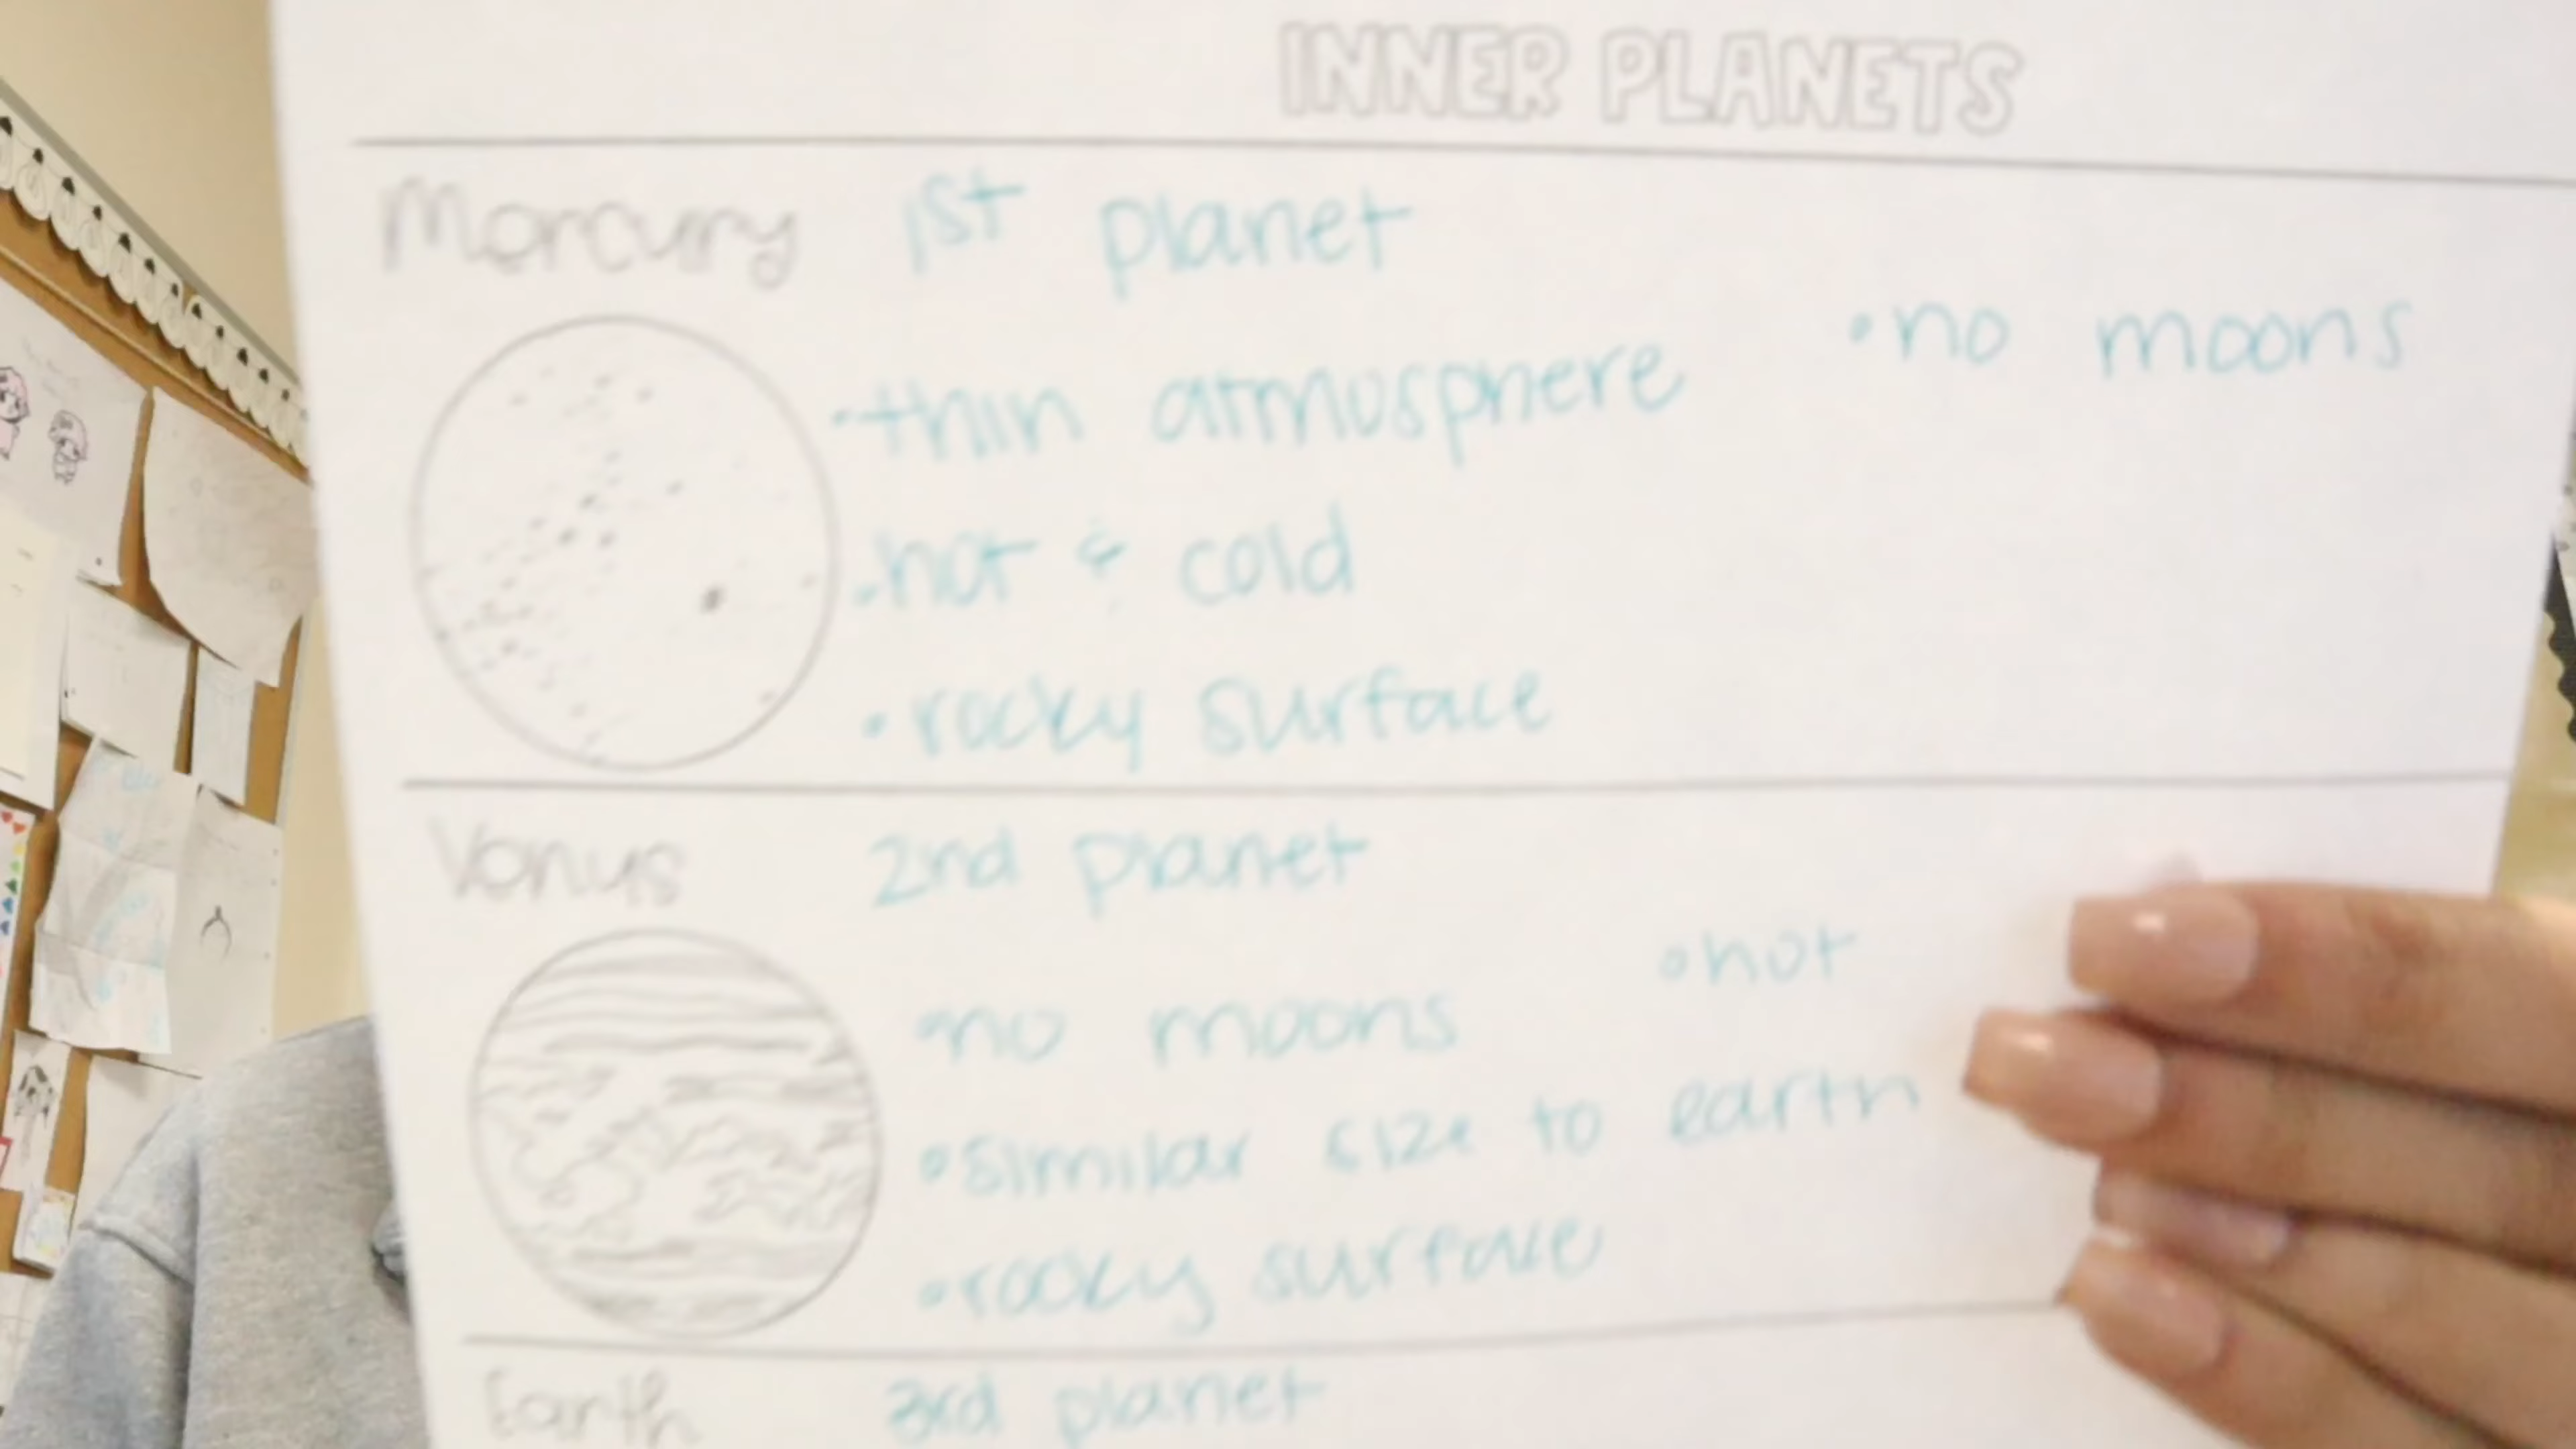 INNER PLANETS
Mercury 1st planet
•no moons
•thin atmosphere
•hot & cold
•rocky surface
Venus 2nd planet
•hot
•no moons
•similar size to earth
•rocky surface
Earth 3rd planet